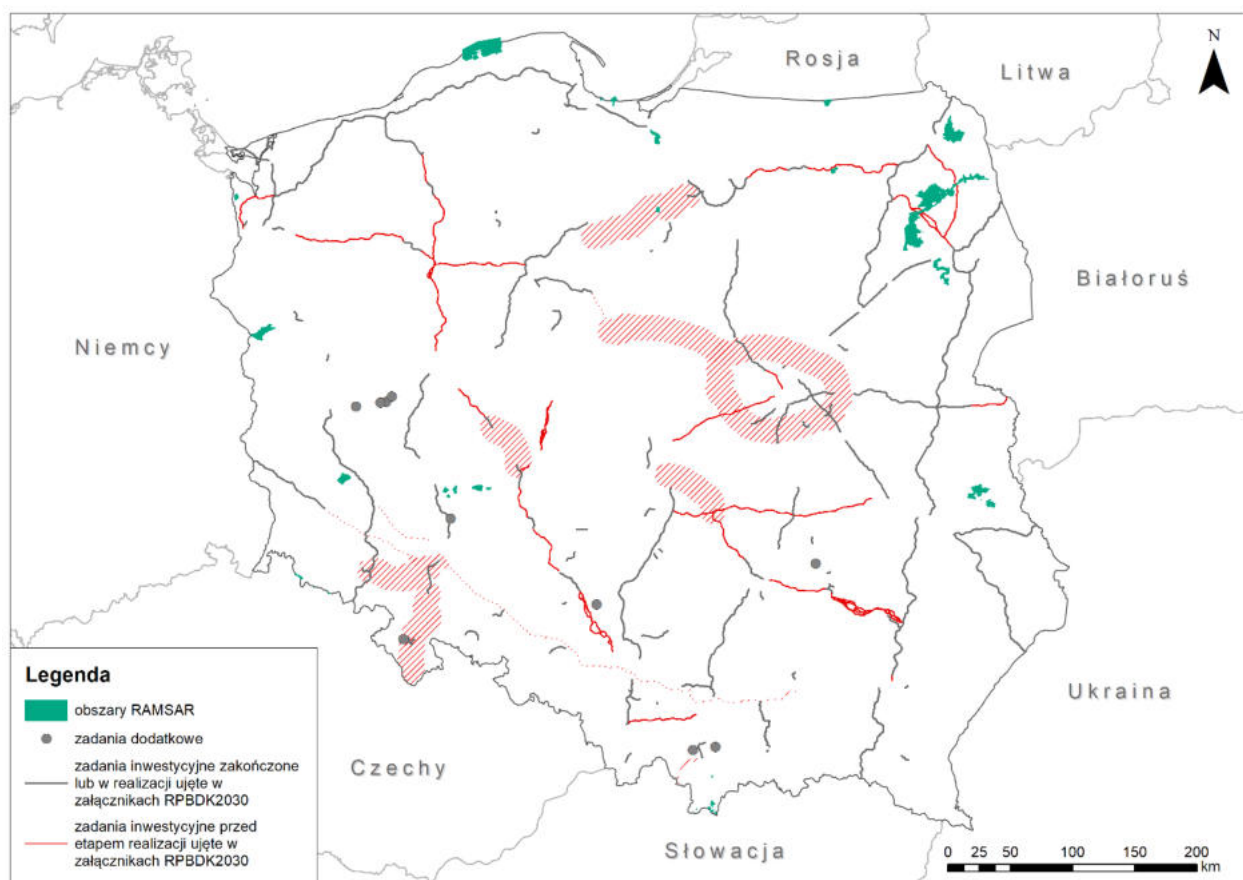 Rosja
Litwa
N
Białoruś
Niemcy
Ukraina
Czechy
Słowacja
Legenda
obszary RAMSAR
zadania dodatkowe
zadania inwestycyjne zakończone
lub w realizacji ujęte w
załącznikach RPBDK2030
zadania inwestycyjne przed
etapem realizacji ujęte w
załącznikach RPBDK2030
0 25 50 100 150 200
km